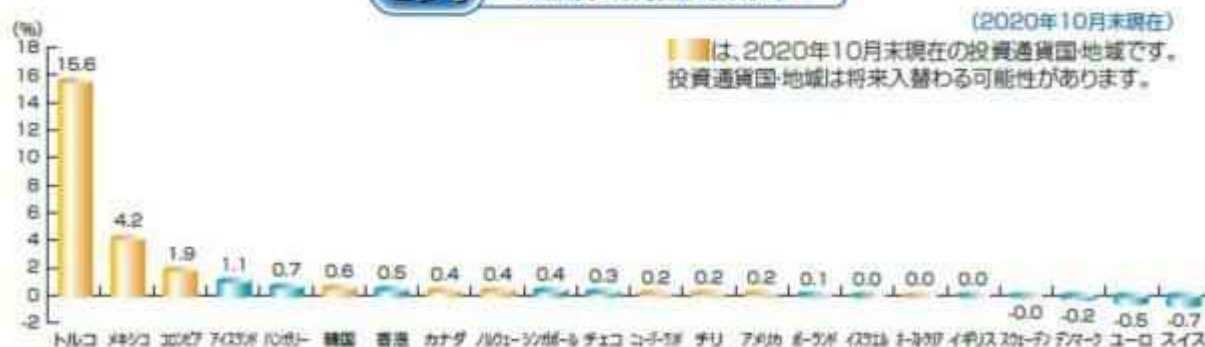 (2020年10月末現在)
(%)
は、2020年10月末現在の投資通貨国・地域です。
投資通貨国・地域は将来入替わる可能性があります。
18
16
14
12
10
8
6
4
2
0
-2
15.6 4.2 1.9 1.1 0.7 0.6 0.5 0.4 0.4 0.4 0.3 0.2 0.2 0.2 0.1 0.0 0.0 0.0 -0.0 -0.2 -0.5 -0.7
トルコ メキシコ コロンビア アイスランド ハンガリー 韓国 香港 カナダ ノルウェー シンガポール チェコ ニュージーランド チリ アメリカ ポーランド イスラエル オーストラリア イギリス スウェーデン デンマーク ユーロ スイス